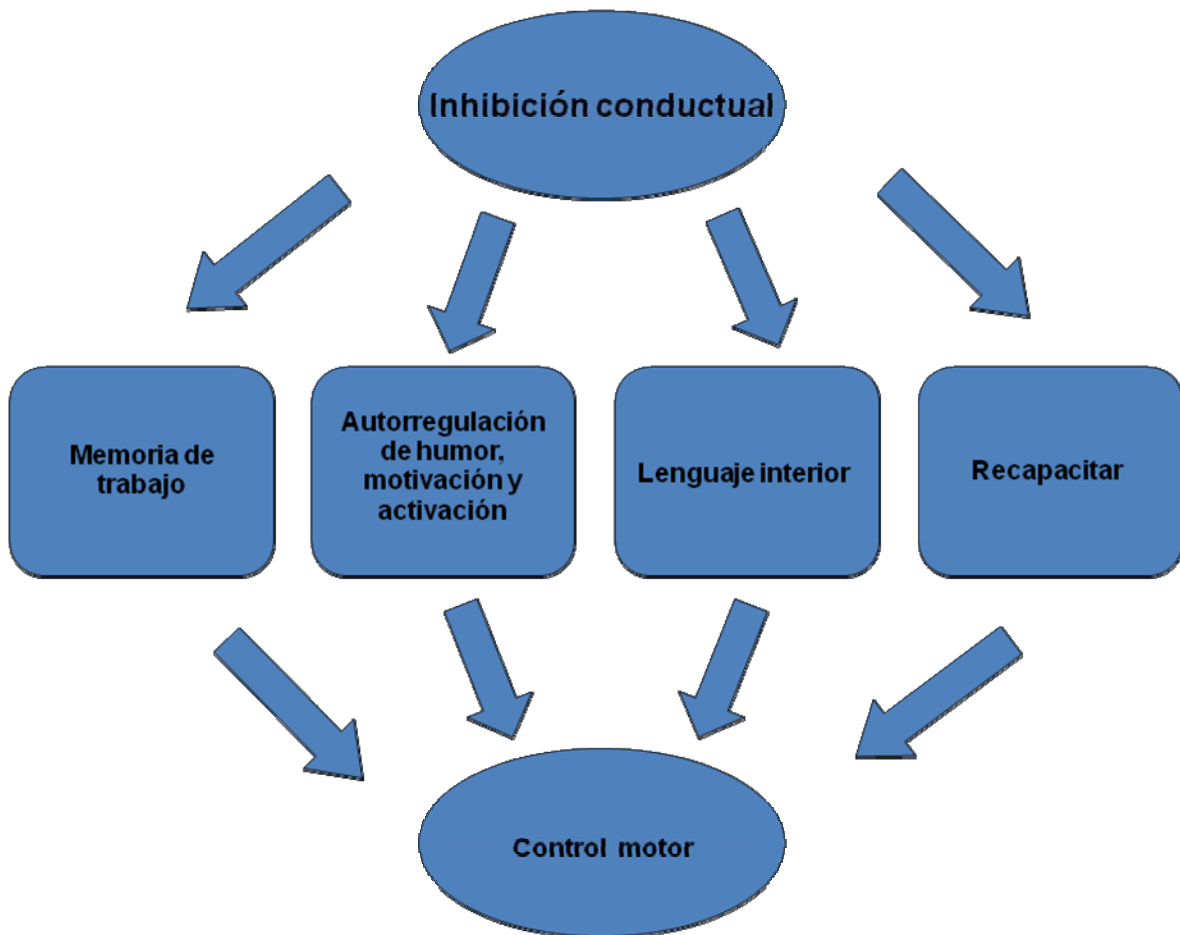 Inhibición conductual
Memoria de
trabajo
Autorregulación
de humor,
motivación y
activación
Lenguaje interior
Recapacitar
Control motor